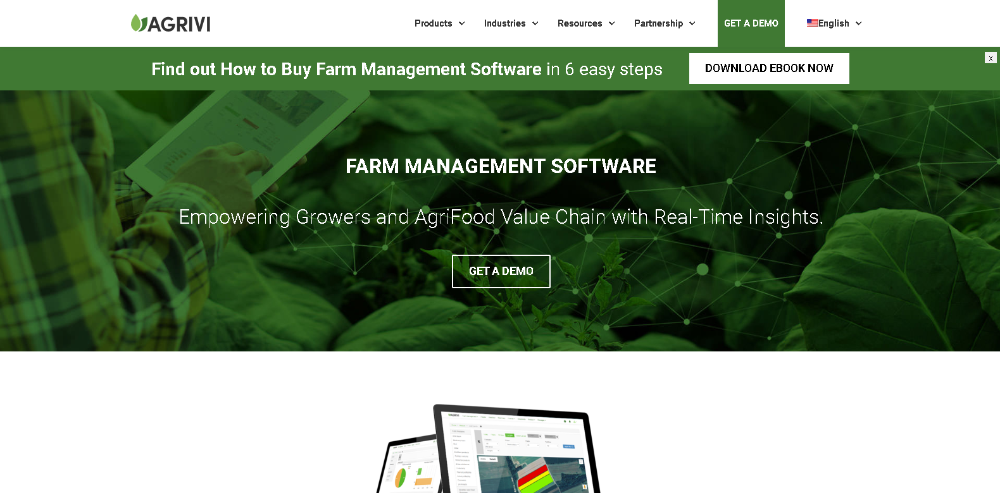 AGRIVI
Products
Industries
Resources
Partnership
GET A DEMO
English
Find out How to Buy Farm Management Software in 6 easy steps
DOWNLOAD EBOOK NOW
x
FARM MANAGEMENT SOFTWARE
Empowering Growers and AgriFood Value Chain with Real-Time Insights.
GET A DEMO
AGRIVI